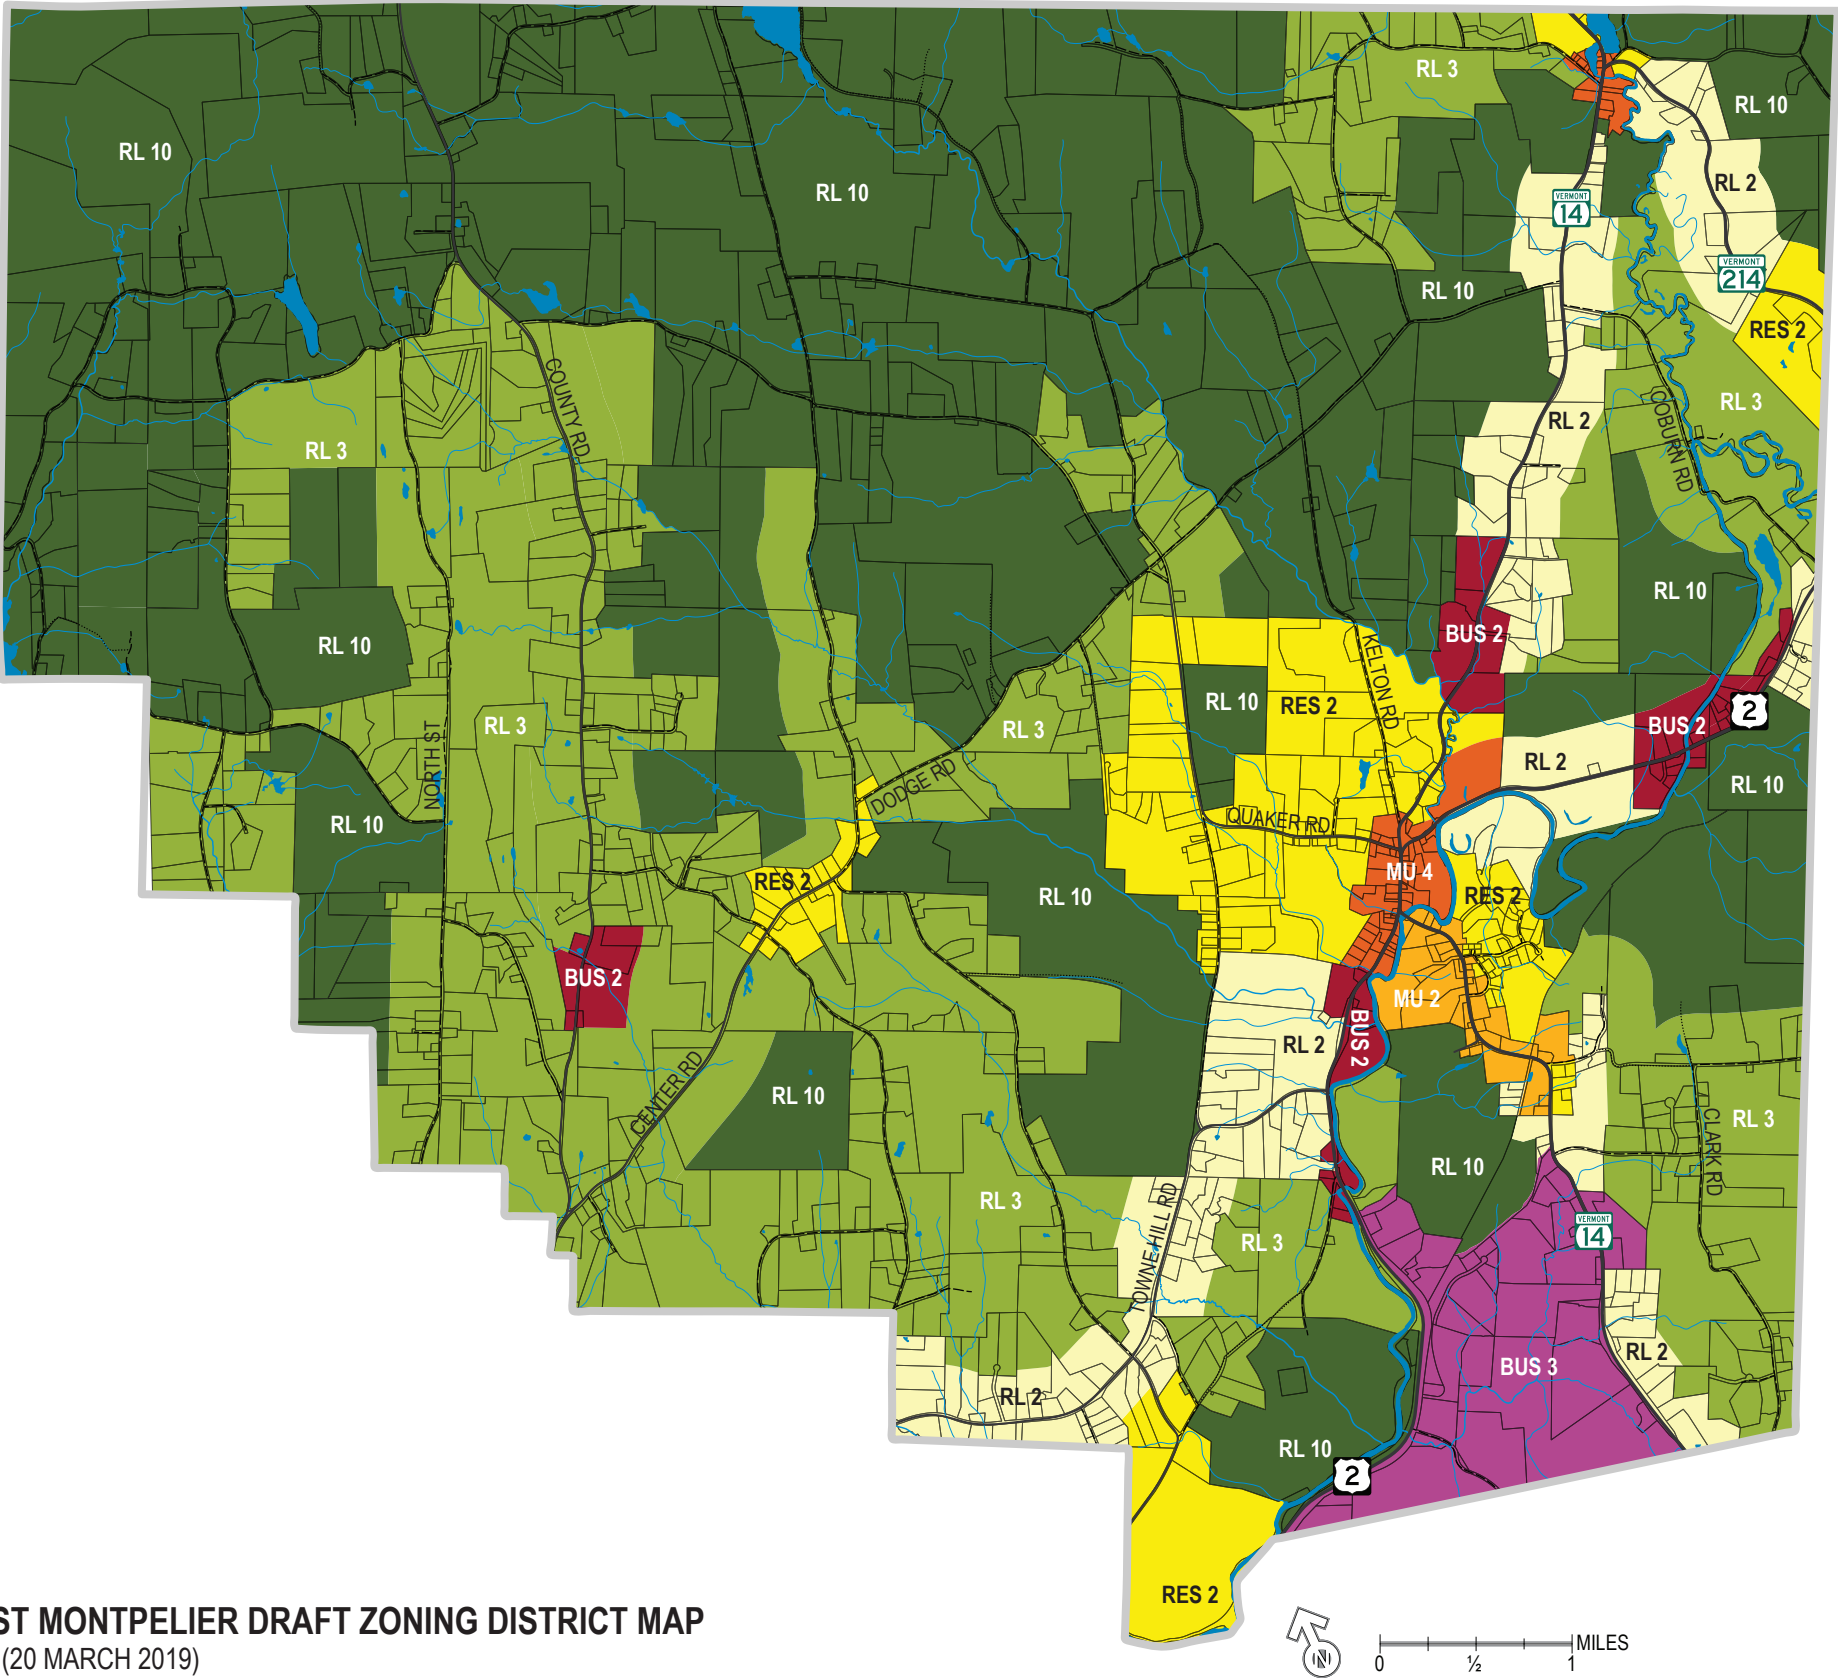 RL 3
RL 10
RL 10
RL 10
RL 2
VERMONT
14
VERMONT
214
RL 10
RES 2
COUNTY RD
RL 3
RL 2
COBURN RD
RL 3
RL 10
RL 10
BUS 2
KELTON RD
RL 10
RES 2
RL 3
RL 3
NORTH ST
BUS 2
2
RL 2
RL 10
DODGE RD
QUAKER RD
RL 10
MU 4
RES 2
RES 2
RL 10
BUS 2
MU 2
BUS 2
RL 2
CENTER RD
RL 10
RL 3
CLARK RD
RL 10
RL 3
TOWNE HILL RD
RL 3
VERMONT
14
RL 2
BUS 3
RL 2
RL 10
2
RES 2
ST MONTPELIER DRAFT ZONING DISTRICT MAP
(20 MARCH 2019)
N
MILES
0 ½ 1